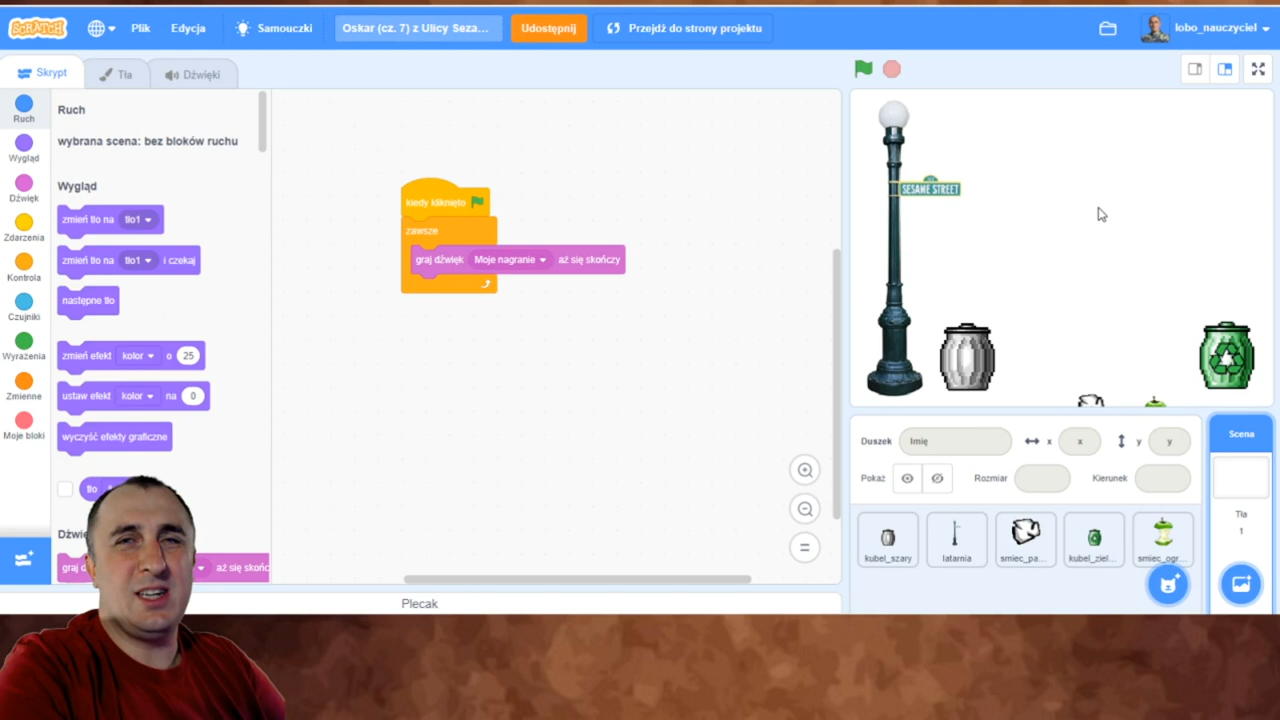 SCRATCH
Plik
Edycja
Samouczki
Oskar (cz. 7) z Ulicy Seza...
Udostępnij
Przejdź do strony projektu
lobo_nauczyciel
Skrypt
Tła
Dźwięki
Ruch
Wygląd
Dźwięk
Zdarzenia
Kontrola
Czujniki
Wyrażenia
Zmienne
Moje bloki
Ruch
wybrana scena: bez bloków ruchu
Wygląd
zmień tło na tło1
zmień tło na tło1 i czekaj
następne tło
zmień efekt kolor o 25
ustaw efekt kolor na 0
wyczyść efekty graficzne
kiedy kliknięto
zawsze
graj dźwięk Moje nagranie aż się skończy
SESAME STREET
Duszek Imię x x y y
Pokaż Rozmiar Kierunek
Scena
Tła
1
kubel_szary
latarnia
smiec_pa...
kubel_ziel...
smiec_ogr...
aż się skońc
Plecak